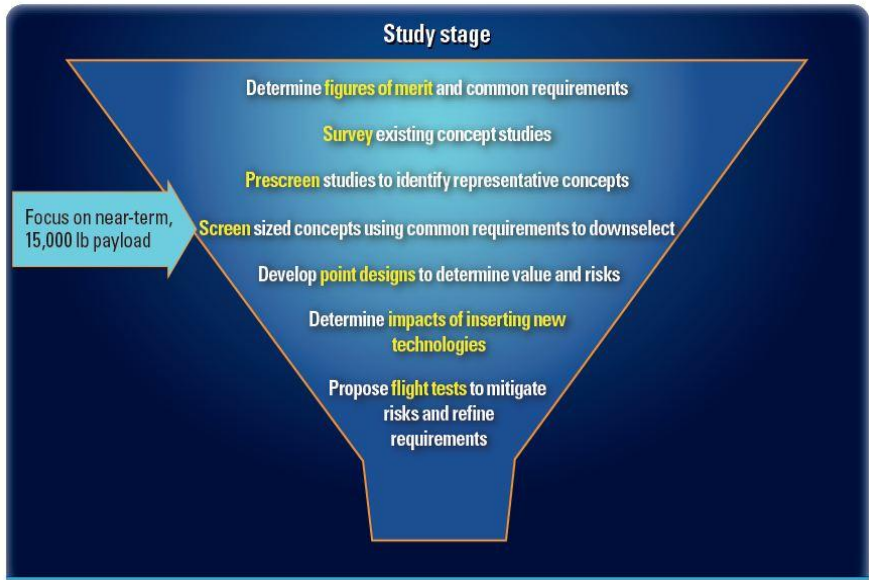 Study stage
Determine figures of merit and common requirements
Survey existing concept studies
Prescreen studies to identify representative concepts
Focus on near-term,
15,000 lb payload
Screen sized concepts using common requirements to downselect
Develop point designs to determine value and risks
Determine impacts of inserting new
technologies
Propose flight tests to mitigate
risks and refine
requirements